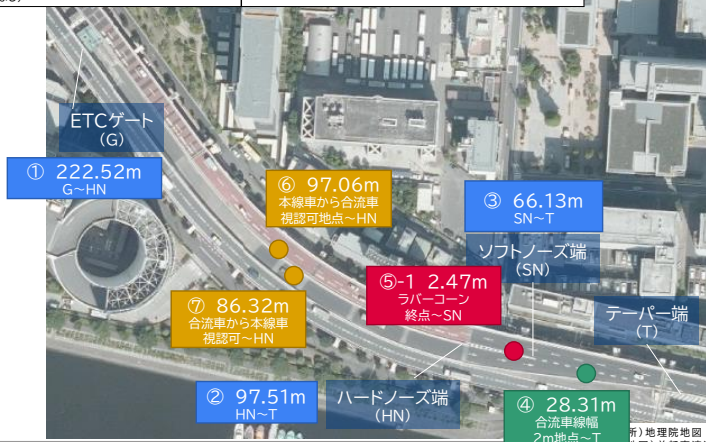 ETCゲート
(G)
① 222.52m
G~HN
⑥ 97.06m
本線車から合流車
視認可地点~HN
③ 66.13m
SN~T
ソフトノーズ端
(SN)
⑤-1 2.47m
ラバーコーン
終点~SN
テーパー端
(T)
⑦ 86.32m
合流車から本線車
視認可~HN
② 97.51m
HN~T
ハードノーズ端
(HN)
④ 28.31m
合流車線幅
2m地点~T
所)地理院地図